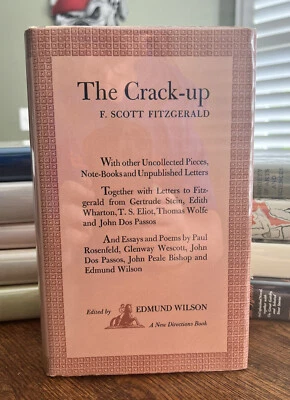 The Crack-up
F. SCOTT FITZGERALD
With other Uncollected Pieces,
Note-Books and Unpublished Letters
Together with Letters to Fitz-
gerald from Gertrude Stein, Edith
Wharton, T. S. Eliot, Thomas Wolfe
and John Dos Passos
And Essays and Poems by Paul
Rosenfeld, Glenway Wescott, John
Dos Passos, John Peale Bishop and
Edmund Wilson
Edited by EDMUND WILSON
A New Directions Book